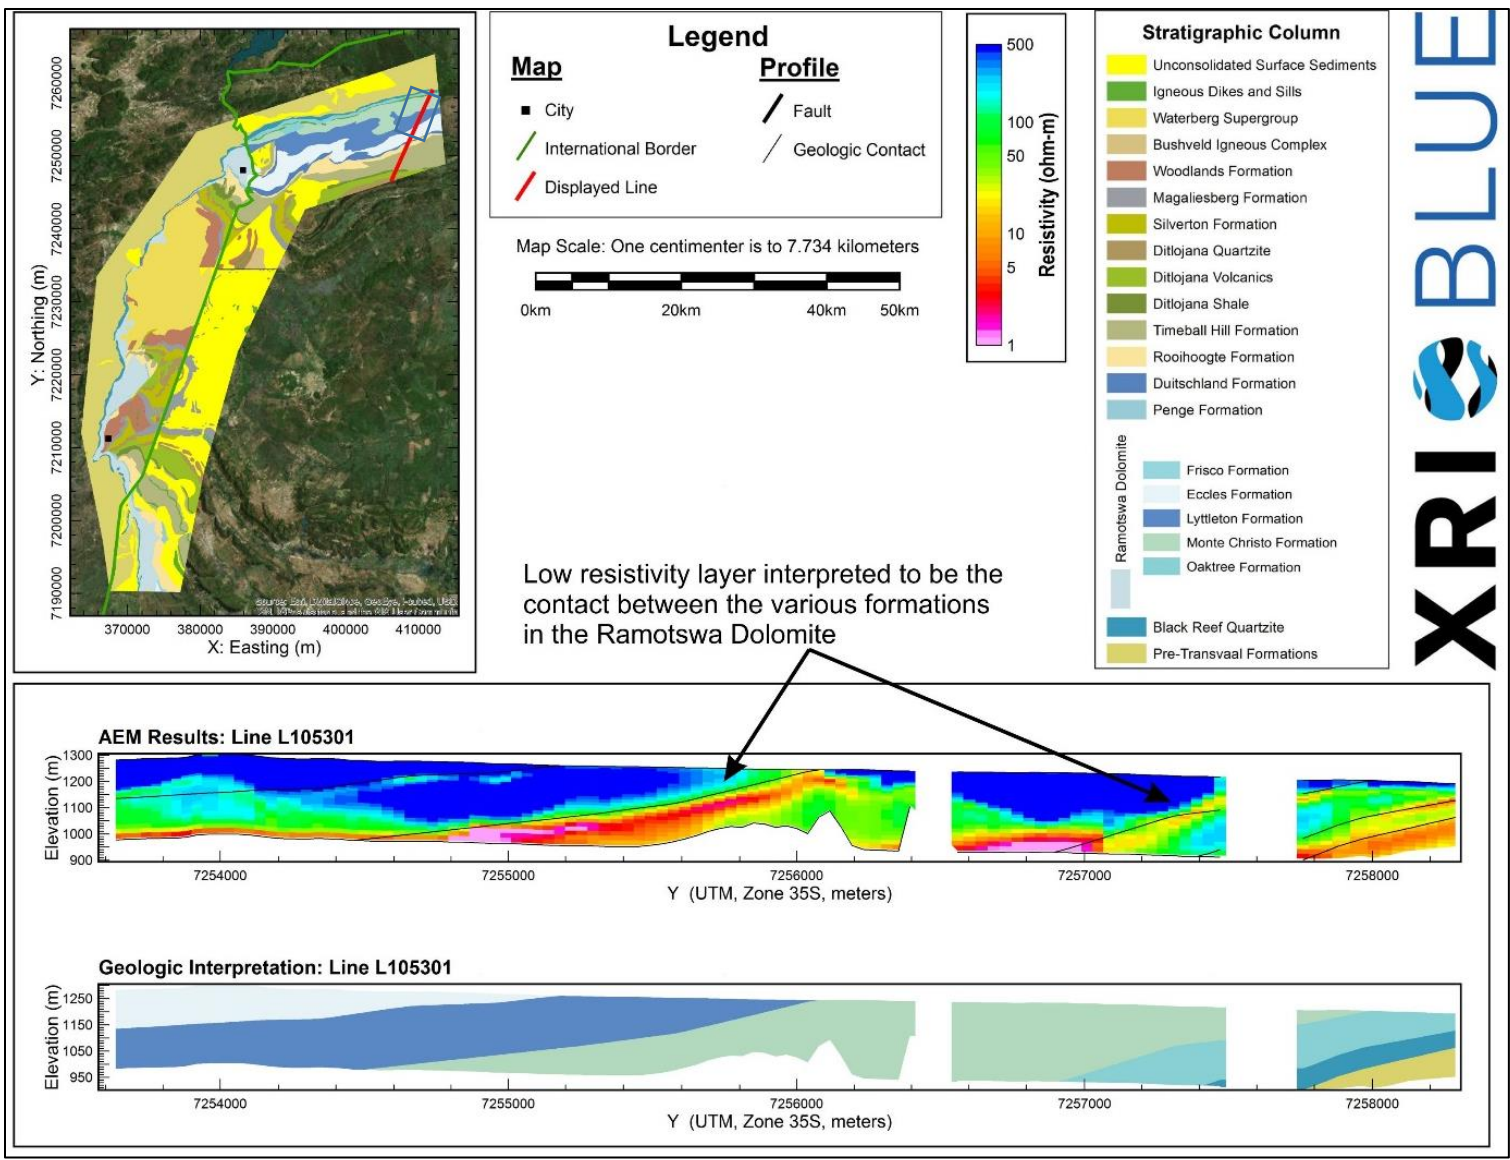 7260000
7250000
7240000
7230000
7220000
7210000
7200000
7190000
Y: Northing (m)
370000 380000 390000 400000 410000
X: Easting (m)
Legend
Map
City
International Border
Displayed Line
Profile
Fault
Geologic Contact
Map Scale: One centimenter is to 7.734 kilometers
0km 20km 40km 50km
500
100
50
10
5
1
Resistivity (ohm-m)
Stratigraphic Column
Unconsolidated Surface Sediments
Igneous Dikes and Sills
Waterberg Supergroup
Bushveld Igneous Complex
Woodlands Formation
Magaliesberg Formation
Silverton Formation
Ditlojana Quartzite
Ditlojana Volcanics
Ditlojana Shale
Timeball Hill Formation
Rooihoogte Formation
Duitschland Formation
Penge Formation
Ramotswa Dolomite
Frisco Formation
Eccles Formation
Lyttleton Formation
Monte Christo Formation
Oaktree Formation
Black Reef Quartzite
Pre-Transvaal Formations
XRI BLUE
Low resistivity layer interpreted to be the
contact between the various formations
in the Ramotswa Dolomite
AEM Results: Line L105301
Elevation (m)
1300
1200
1100
1000
900
7254000 7255000 7256000 7257000 7258000
Y (UTM, Zone 35S, meters)
Geologic Interpretation: Line L105301
Elevation (m)
1250
1150
1050
950
7254000 7255000 7256000 7257000 7258000
Y (UTM, Zone 35S, meters)